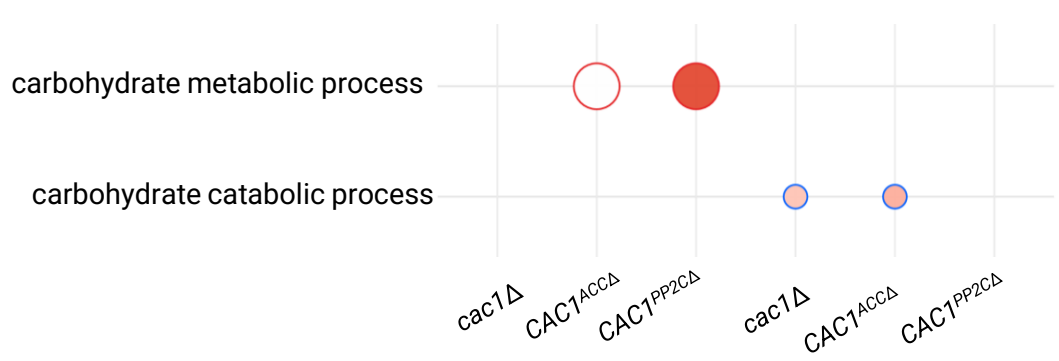 carbohydrate metabolic process
carbohydrate catabolic process
cac1Δ
CAC1ACCΔ
CAC1PP2CΔ
cac1Δ
CAC1ACCΔ
CAC1PP2CΔ